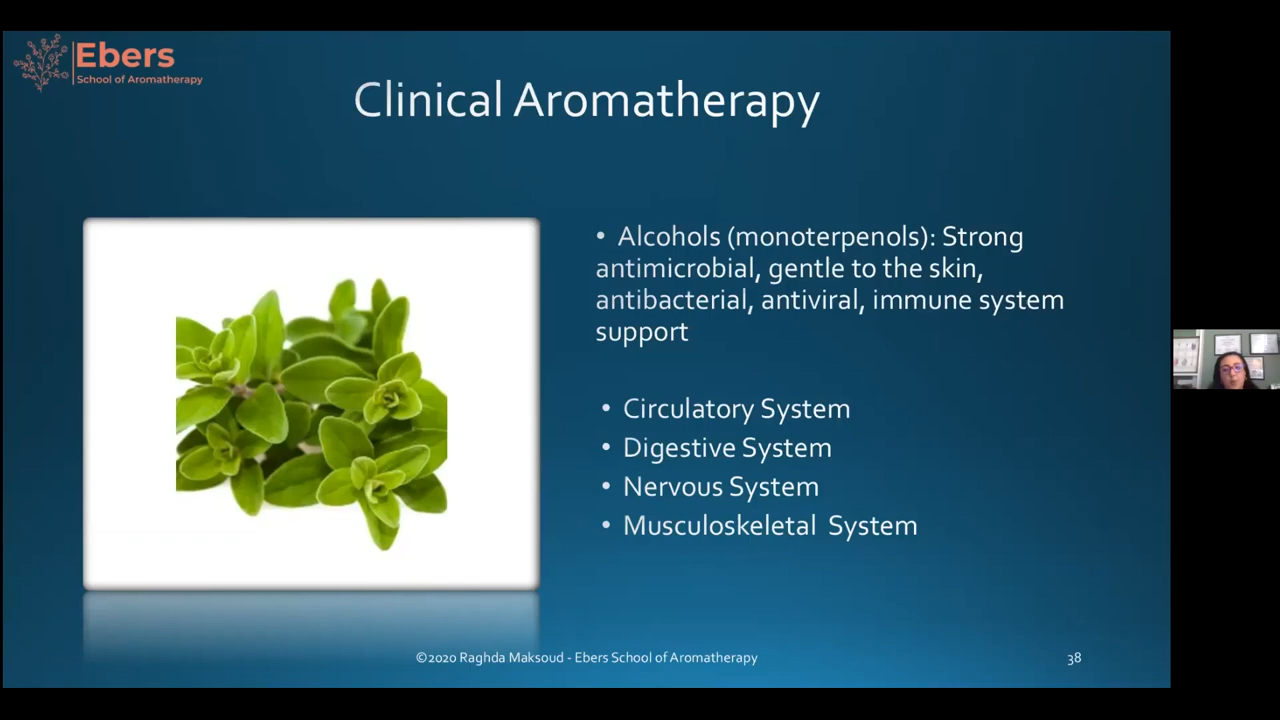 Ebers
School of Aromatherapy
Clinical Aromatherapy
• Alcohols (monoterpenols): Strong
antimicrobial, gentle to the skin,
antibacterial, antiviral, immune system
support
• Circulatory System
• Digestive System
• Nervous System
• Musculoskeletal System
©2020 Raghda Maksoud - Ebers School of Aromatherapy
38